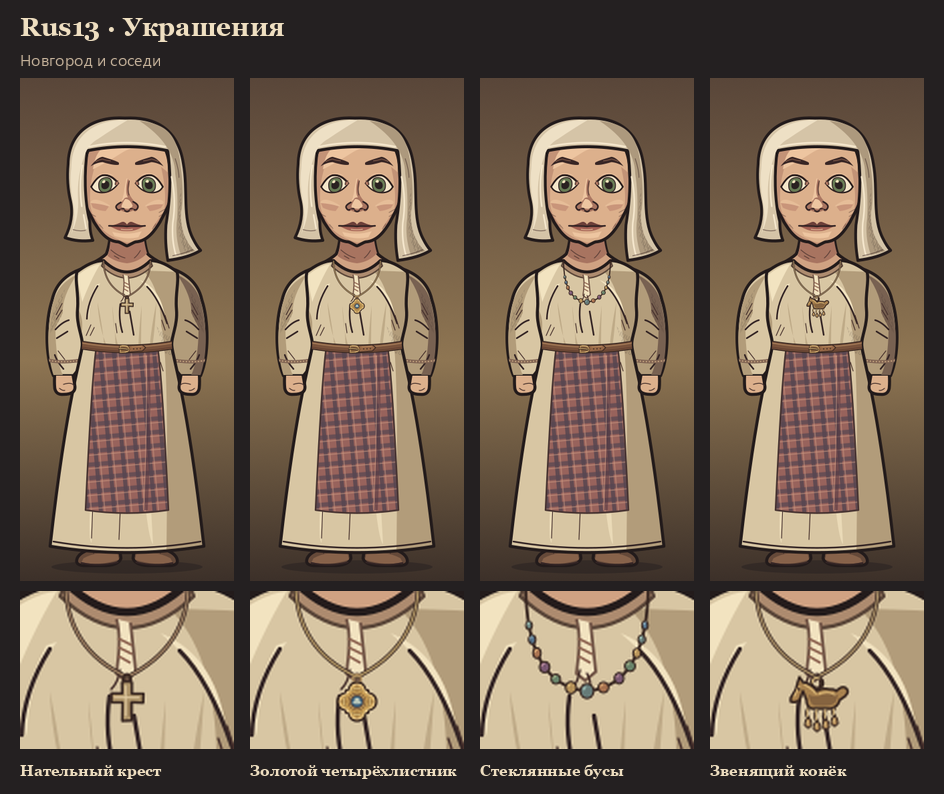 Rus13 · Украшения
Новгород и соседи
Нательный крест
Золотой четырёхлистник
Стеклянные бусы
Звенящий конёк